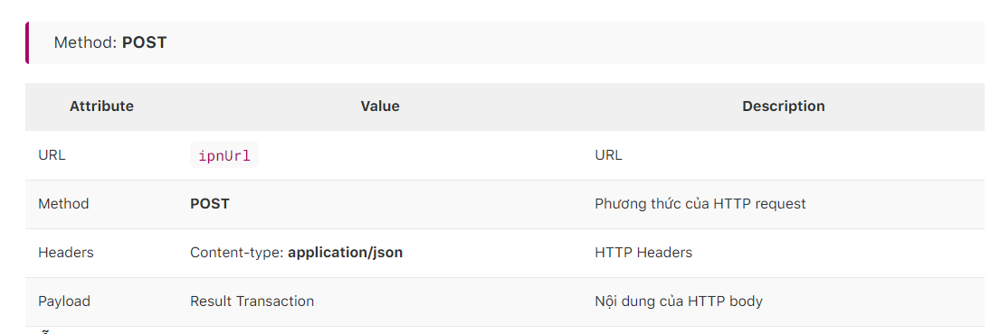 Method: POST
Attribute Value Description
URL ipnUrl URL
Method POST Phương thức của HTTP request
Headers Content-type: application/json HTTP Headers
Payload Result Transaction Nội dung của HTTP body